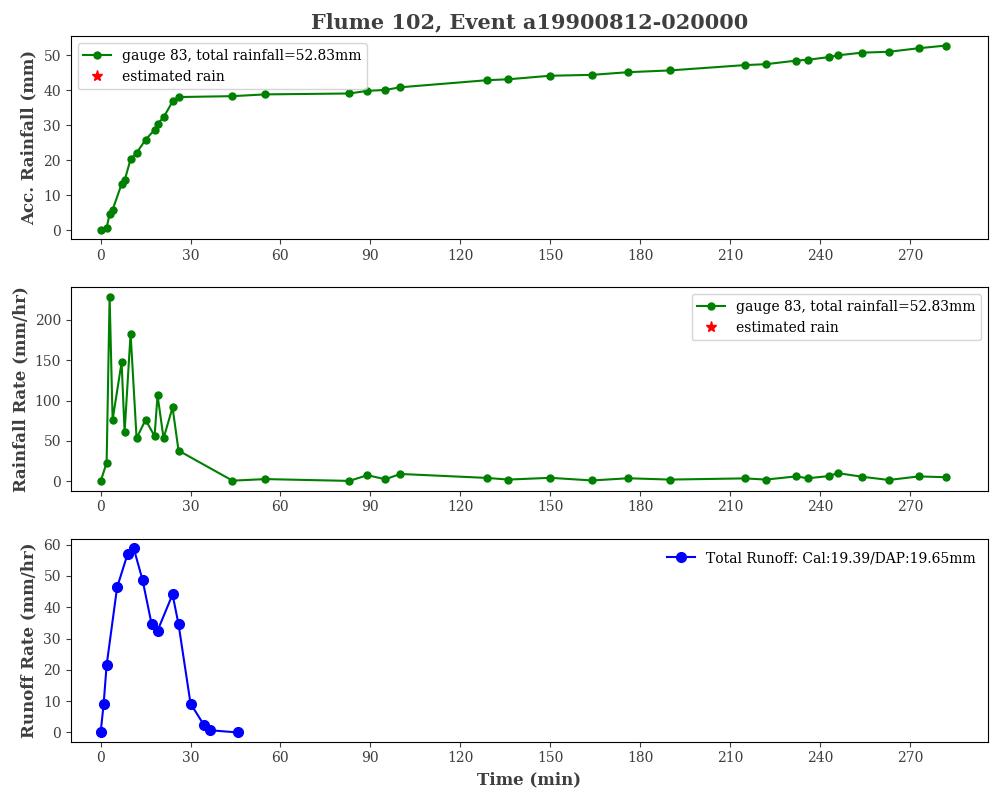 Flume 102, Event a19900812-020000
Acc. Rainfall (mm)
50
40
30
20
10
0
gauge 83, total rainfall=52.83mm
estimated rain
0 30 60 90 120 150 180 210 240 270
Rainfall Rate (mm/hr)
200
150
100
50
0
gauge 83, total rainfall=52.83mm
estimated rain
0 30 60 90 120 150 180 210 240 270
Runoff Rate (mm/hr)
60
50
40
30
20
10
0
Total Runoff: Cal:19.39/DAP:19.65mm
0 30 60 90 120 150 180 210 240 270
Time (min)